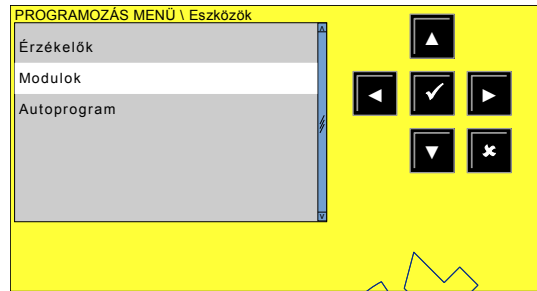 PROGRAMOZÁS MENÜ \ Eszközök
Érzékelők
Modulok
Autoprogram